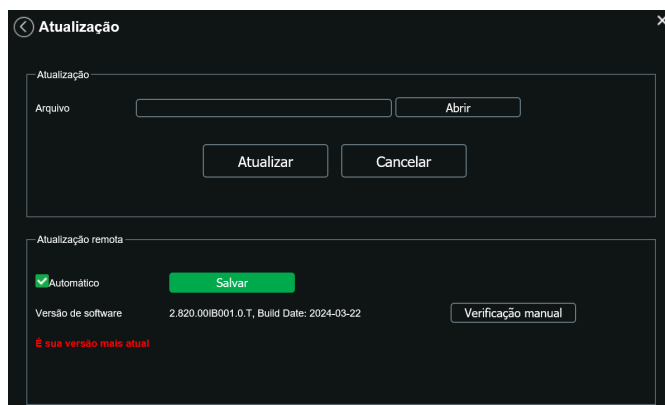 Atualização
Atualização
Arquivo
Abrir
Atualizar Cancelar
Atualização remota
Automático Salvar
Versão de software 2.820.00IB001.0.T, Build Date: 2024-03-22 Verificação manual
É sua versão mais atual